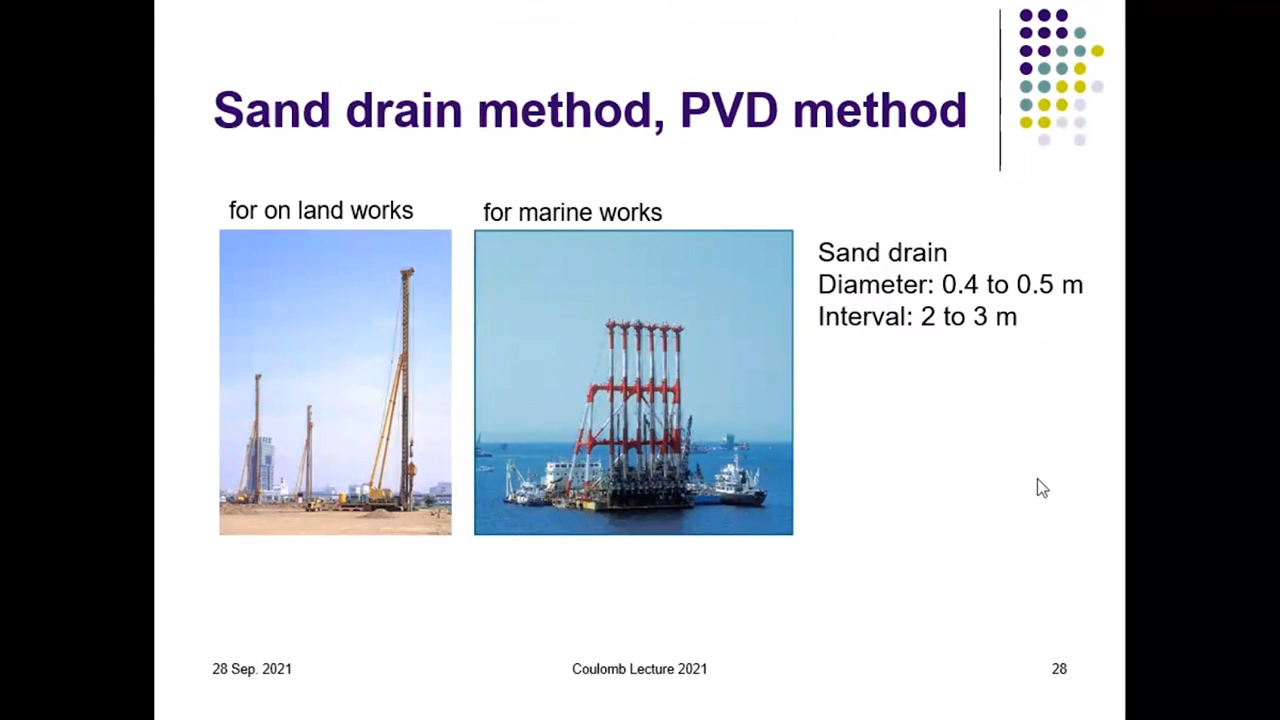 Sand drain method, PVD method
for on land works
for marine works
Sand drain
Diameter: 0.4 to 0.5 m
Interval: 2 to 3 m
28 Sep. 2021
Coulomb Lecture 2021
28